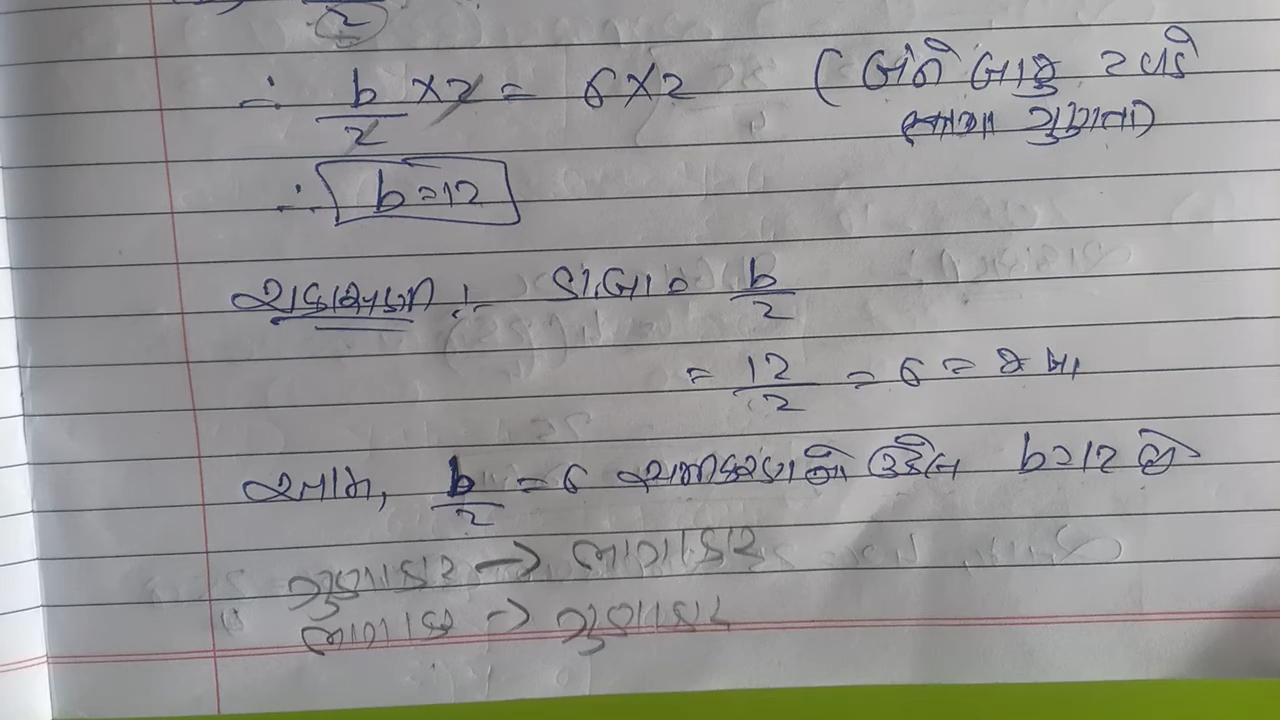 2
∴ b/2 × 2 = 6 × 2 (બંને બાજુ 2 વડે
ગુણતા)
∴ b = 12
ચકાસણી :- ડા.બા. = b/2
= 12/2 = 6 = જ.બા.
આમ, b/2 = 6 સમીકરણનો ઉકેલ b = 12 છે
ગુણાકાર → ભાગાકાર
ભાગાકાર → ગુણાકાર